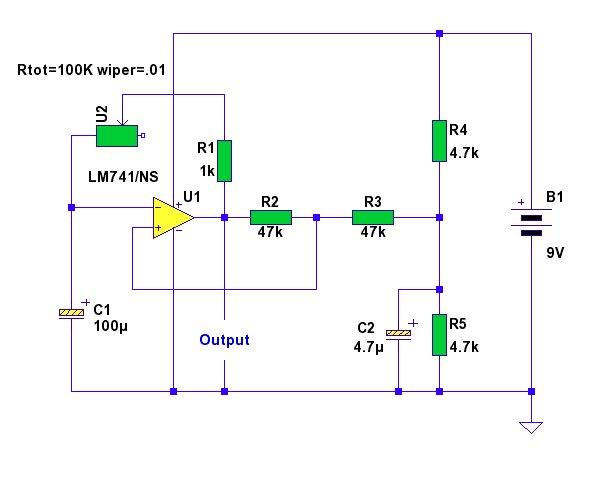 Rtot=100K wiper=.01
U2
R1
1k
R4
4.7k
LM741/NS
U1
R2
47k
R3
47k
B1
9V
+
-
+
-
+
+
C1
100µ
Output
C2
4.7µ
+
R5
4.7k